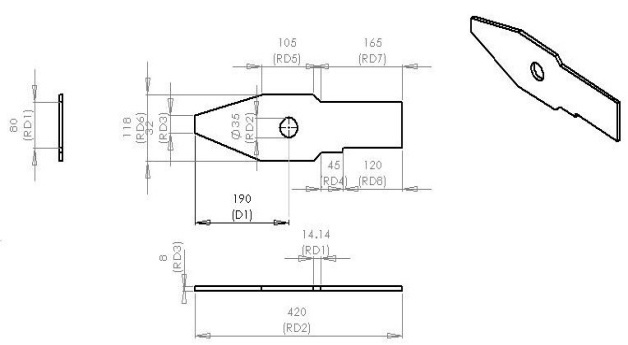 105
(RD5)
165
(RD7)
80
(RD1)
118
(RD6)
32
(RD3)
Ø35
(RD2)
45
(RD4)
120
(RD8)
190
(D1)
14.14
(RD1)
8
(RD3)
420
(RD2)